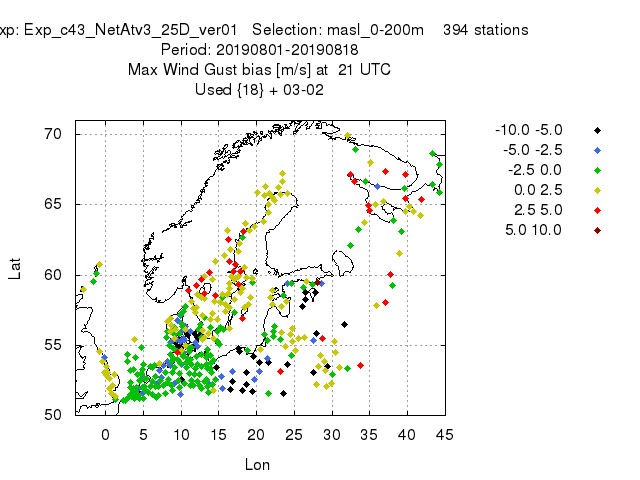 xp: Exp_c43_NetAtv3_25D_ver01 Selection: masl_0-200m 394 stations
Period: 20190801-20190818
Max Wind Gust bias [m/s] at 21 UTC
Used {18} + 03-02
-10.0 -5.0
-5.0 -2.5
-2.5 0.0
0.0 2.5
2.5 5.0
5.0 10.0
Lat
70
65
60
55
50
0 5 10 15 20 25 30 35 40 45
Lon